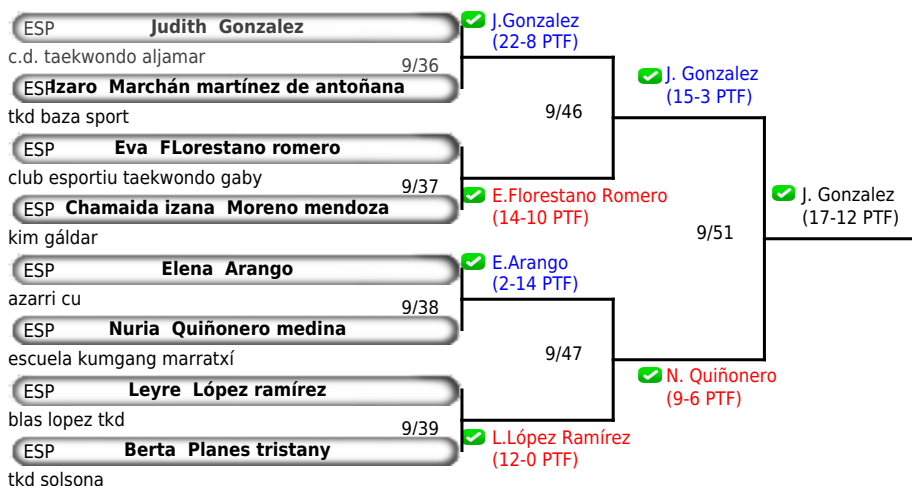 ESP Judith Gonzalez
c.d. taekwondo aljamar
9/36
ESP Izaro Marchán martínez de antoñana
tkd baza sport
ESP Eva FLorestano romero
club esportiu taekwondo gaby
9/37
ESP Chamaida izana Moreno mendoza
kim gáldar
ESP Elena Arango
azarri cu
9/38
ESP Nuria Quiñonero medina
escuela kumgang marratxí
ESP Leyre López ramírez
blas lopez tkd
9/39
ESP Berta Planes tristany
tkd solsona
J.Gonzalez
(22-8 PTF)
9/46
E.Florestano Romero
(14-10 PTF)
E.Arango
(2-14 PTF)
9/47
L.López Ramírez
(12-0 PTF)
J. Gonzalez
(15-3 PTF)
9/51
N. Quiñonero
(9-6 PTF)
J. Gonzalez
(17-12 PTF)